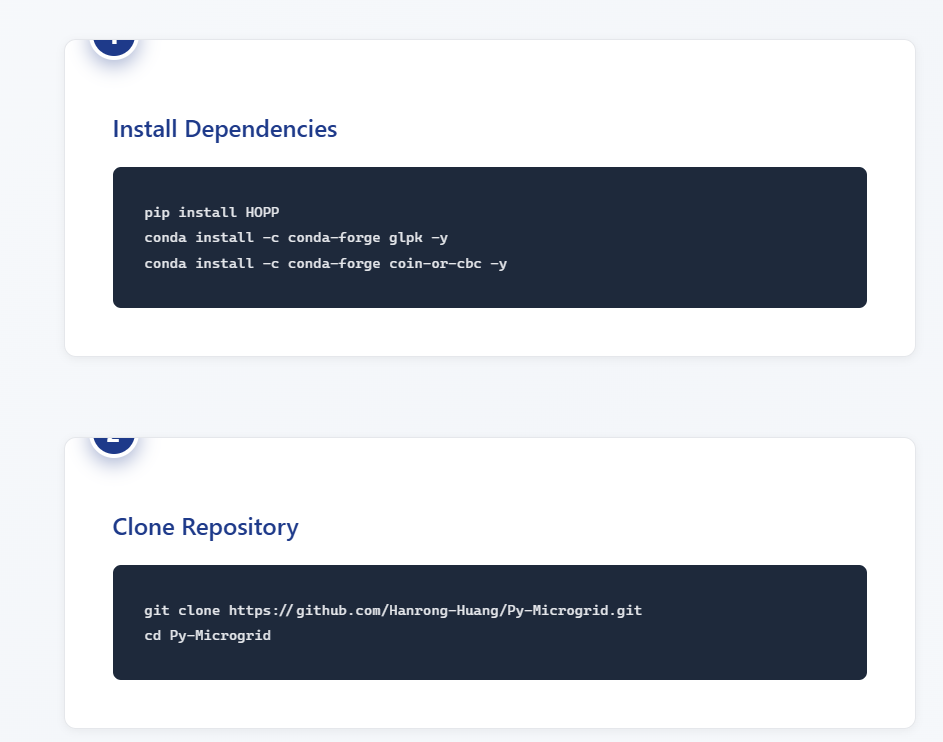 Install Dependencies
pip install HOPP
conda install -c conda-forge glpk -y
conda install -c conda-forge coin-or-cbc -y
Clone Repository
git clone https://github.com/Hanrong-Huang/Py-Microgrid.git
cd Py-Microgrid